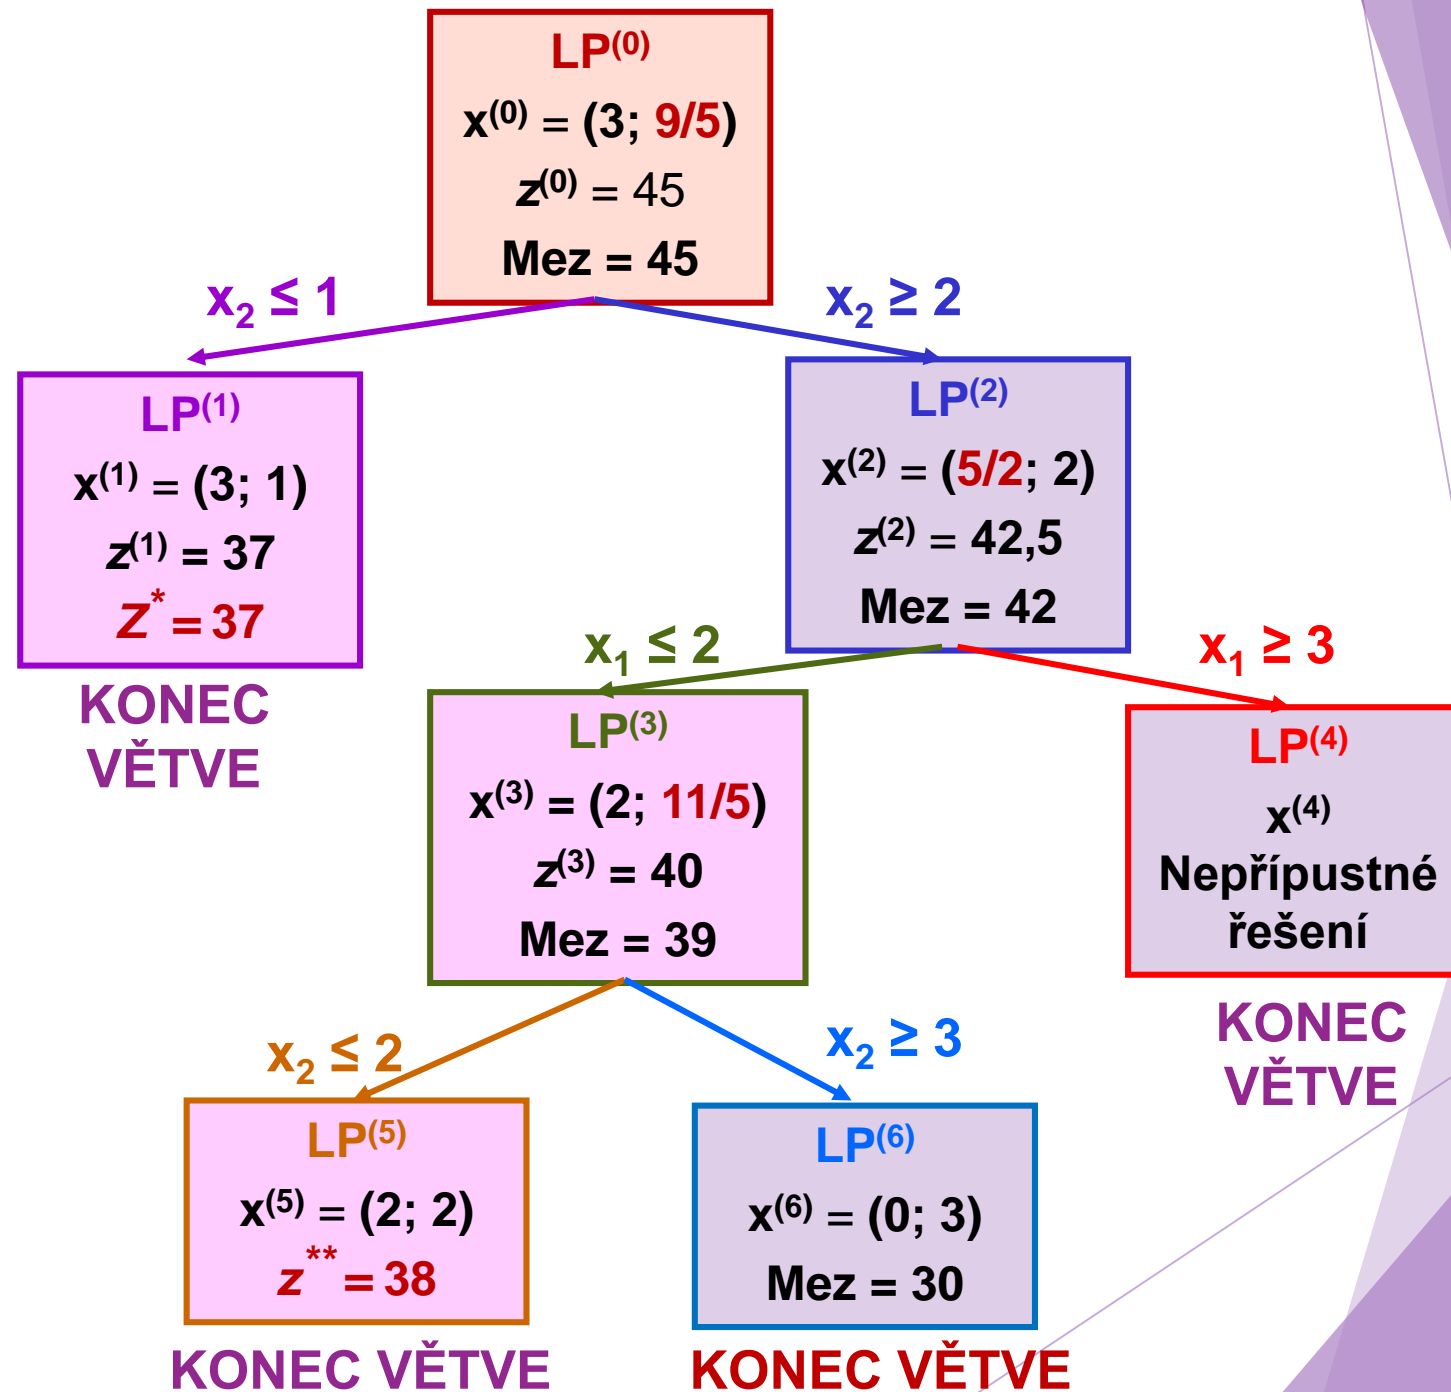 LP⁽⁰⁾
x⁽⁰⁾ = (3; 9/5)
z⁽⁰⁾ = 45
Mez = 45
x₂ ≤ 1
x₂ ≥ 2
LP⁽¹⁾
x⁽¹⁾ = (3; 1)
z⁽¹⁾ = 37
Z* = 37
KONEC
VĚTVE
LP⁽²⁾
x⁽²⁾ = (5/2; 2)
z⁽²⁾ = 42,5
Mez = 42
x₁ ≤ 2
x₁ ≥ 3
LP⁽³⁾
x⁽³⁾ = (2; 11/5)
z⁽³⁾ = 40
Mez = 39
LP⁽⁴⁾
x⁽⁴⁾
Nepřípustné
řešení
KONEC
VĚTVE
x₂ ≤ 2
x₂ ≥ 3
LP⁽⁵⁾
x⁽⁵⁾ = (2; 2)
z** = 38
KONEC VĚTVE
LP⁽⁶⁾
x⁽⁶⁾ = (0; 3)
Mez = 30
KONEC VĚTVE